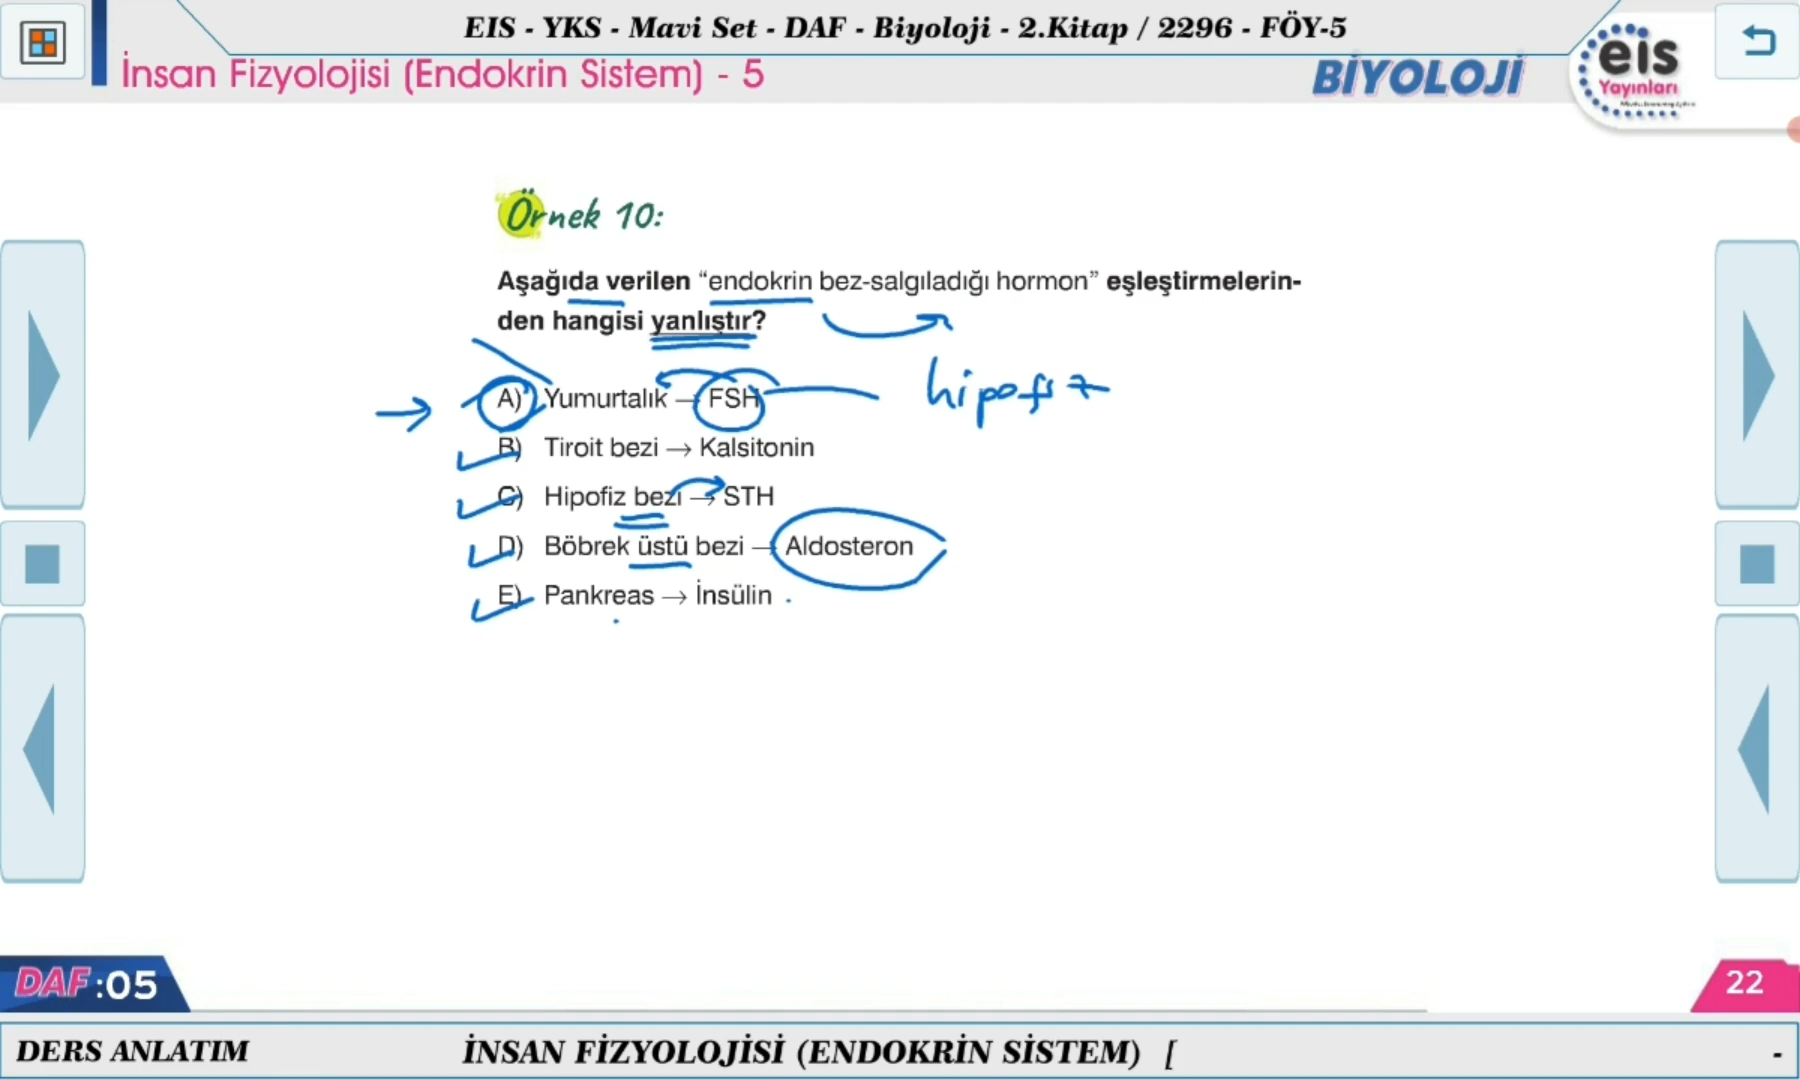 EIS - YKS - Mavi Set - DAF - Biyoloji - 2.Kitap / 2296 - FÖY-5
İnsan Fizyolojisi (Endokrin Sistem) - 5
BİYOLOJİ
eis
Yayınları
Örnek 10:
Aşağıda verilen “endokrin bez-salgıladığı hormon” eşleştirmelerin-
den hangisi yanlıştır?
A) Yumurtalık → FSH
hipofiz
B) Tiroit bezi → Kalsitonin
C) Hipofiz bezi → STH
D) Böbrek üstü bezi → Aldosteron
E) Pankreas → İnsülin
DAF :05
22
DERS ANLATIM
İNSAN FİZYOLOJİSİ (ENDOKRİN SİSTEM) [
-